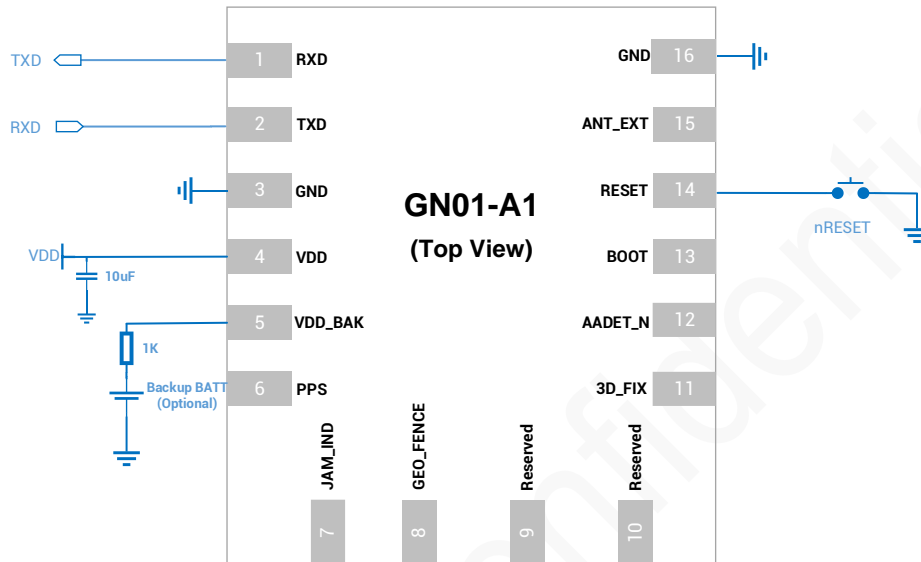 TXD
1
RXD
RXD
2
TXD
3
GND
VDD
4
VDD
10uF
5
VDD_BAK
1K
Backup BATT
(Optional)
6
PPS
GN01-A1
(Top View)
GND
16
ANT_EXT
15
RESET
14
nRESET
BOOT
13
AADET_N
12
3D_FIX
11
JAM_IND
7
GEO_FENCE
8
Reserved
9
Reserved
10